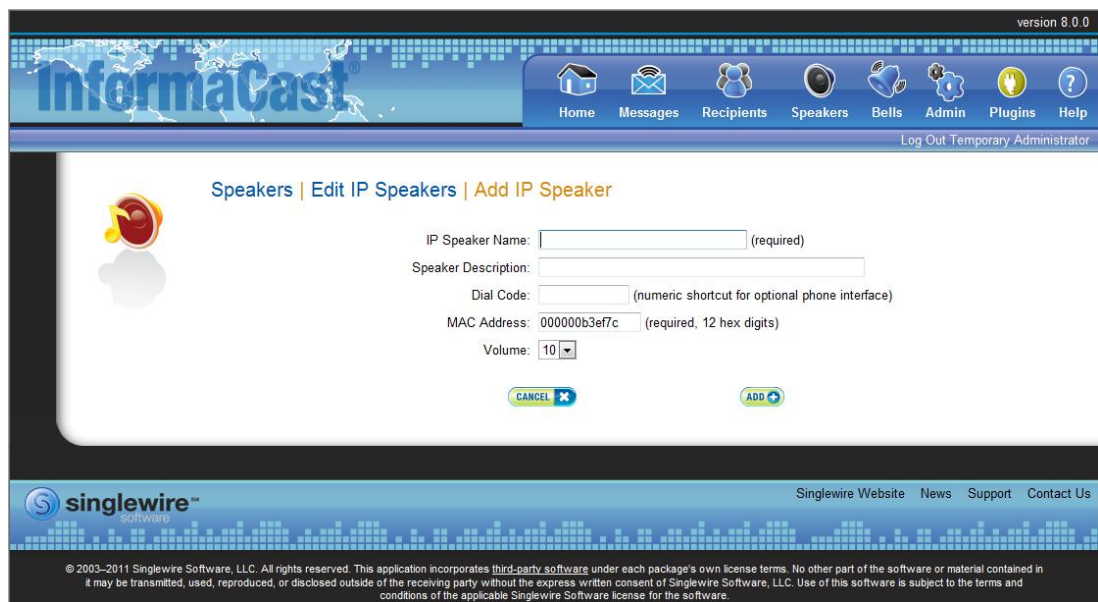 version 8.0.0
InformaCast®
Home Messages Recipients Speakers Bells Admin Plugins Help
Log Out Temporary Administrator
Speakers | Edit IP Speakers | Add IP Speaker
IP Speaker Name: (required)
Speaker Description:
Dial Code: (numeric shortcut for optional phone interface)
MAC Address: 000000b3ef7c (required, 12 hex digits)
Volume: 10
CANCEL ADD
Singlewire Website News Support Contact Us
S singlewire℠
software
© 2003–2011 Singlewire Software, LLC. All rights reserved. This application incorporates third-party software under each package's own license terms. No other part of the software or material contained in
it may be transmitted, used, reproduced, or disclosed outside of the receiving party without the express written consent of Singlewire Software, LLC. Use of this software is subject to the terms and
conditions of the applicable Singlewire Software license for the software.